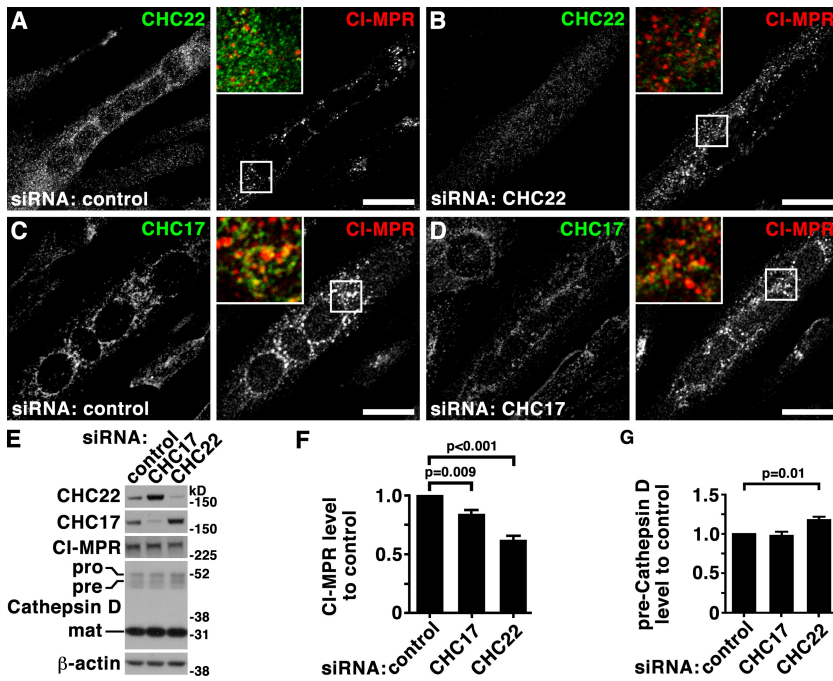 A CHC22 CI-MPR B CHC22 CI-MPR
siRNA: control siRNA: CHC22
C CHC17 CI-MPR D CHC17 CI-MPR
siRNA: control siRNA: CHC17
E siRNA:
control CHC17 CHC22
kD
CHC22 -150
CHC17 -150
CI-MPR -225
pro -52
pre
Cathepsin D -38
mat -31
β-actin -38
F
p<0.001
p=0.009
CI-MPR level
to control
1.0
0.5
0
siRNA: control CHC17 CHC22
G
p=0.01
pre-Cathepsin D
level to control
1.5
1.0
0.5
0
siRNA: control CHC17 CHC22